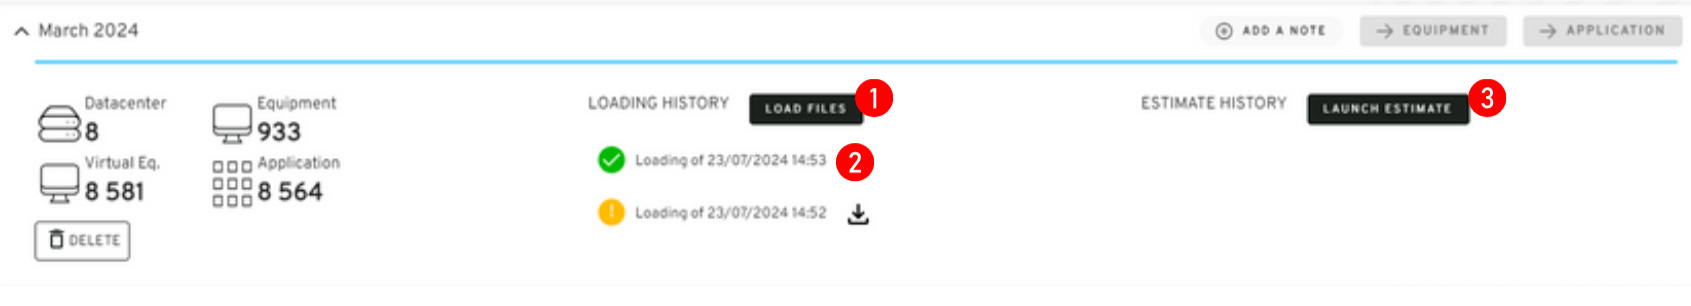 March 2024
ADD A NOTE
EQUIPMENT
APPLICATION
Datacenter
8
Equipment
933
Virtual Eq.
8 581
Application
8 564
DELETE
LOADING HISTORY
LOAD FILES
1
Loading of 23/07/2024 14:53
2
Loading of 23/07/2024 14:52
ESTIMATE HISTORY
LAUNCH ESTIMATE
3